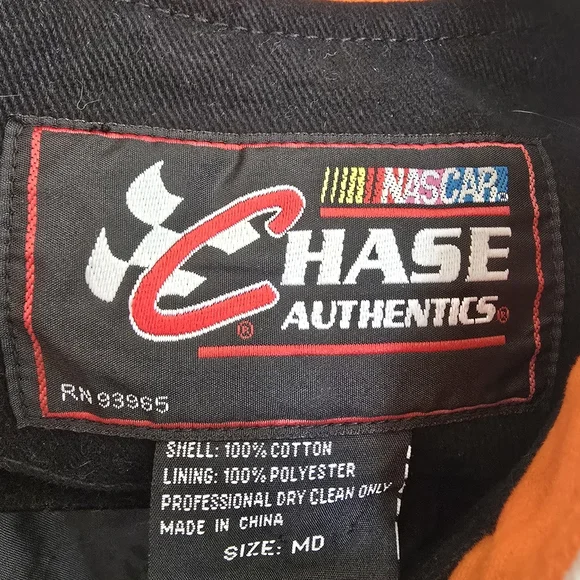 NASCAR®
CHASE
AUTHENTICS®
®
RN 93965
SHELL: 100% COTTON
LINING: 100% POLYESTER
PROFESSIONAL DRY CLEAN ONLY
MADE IN CHINA
SIZE: MD